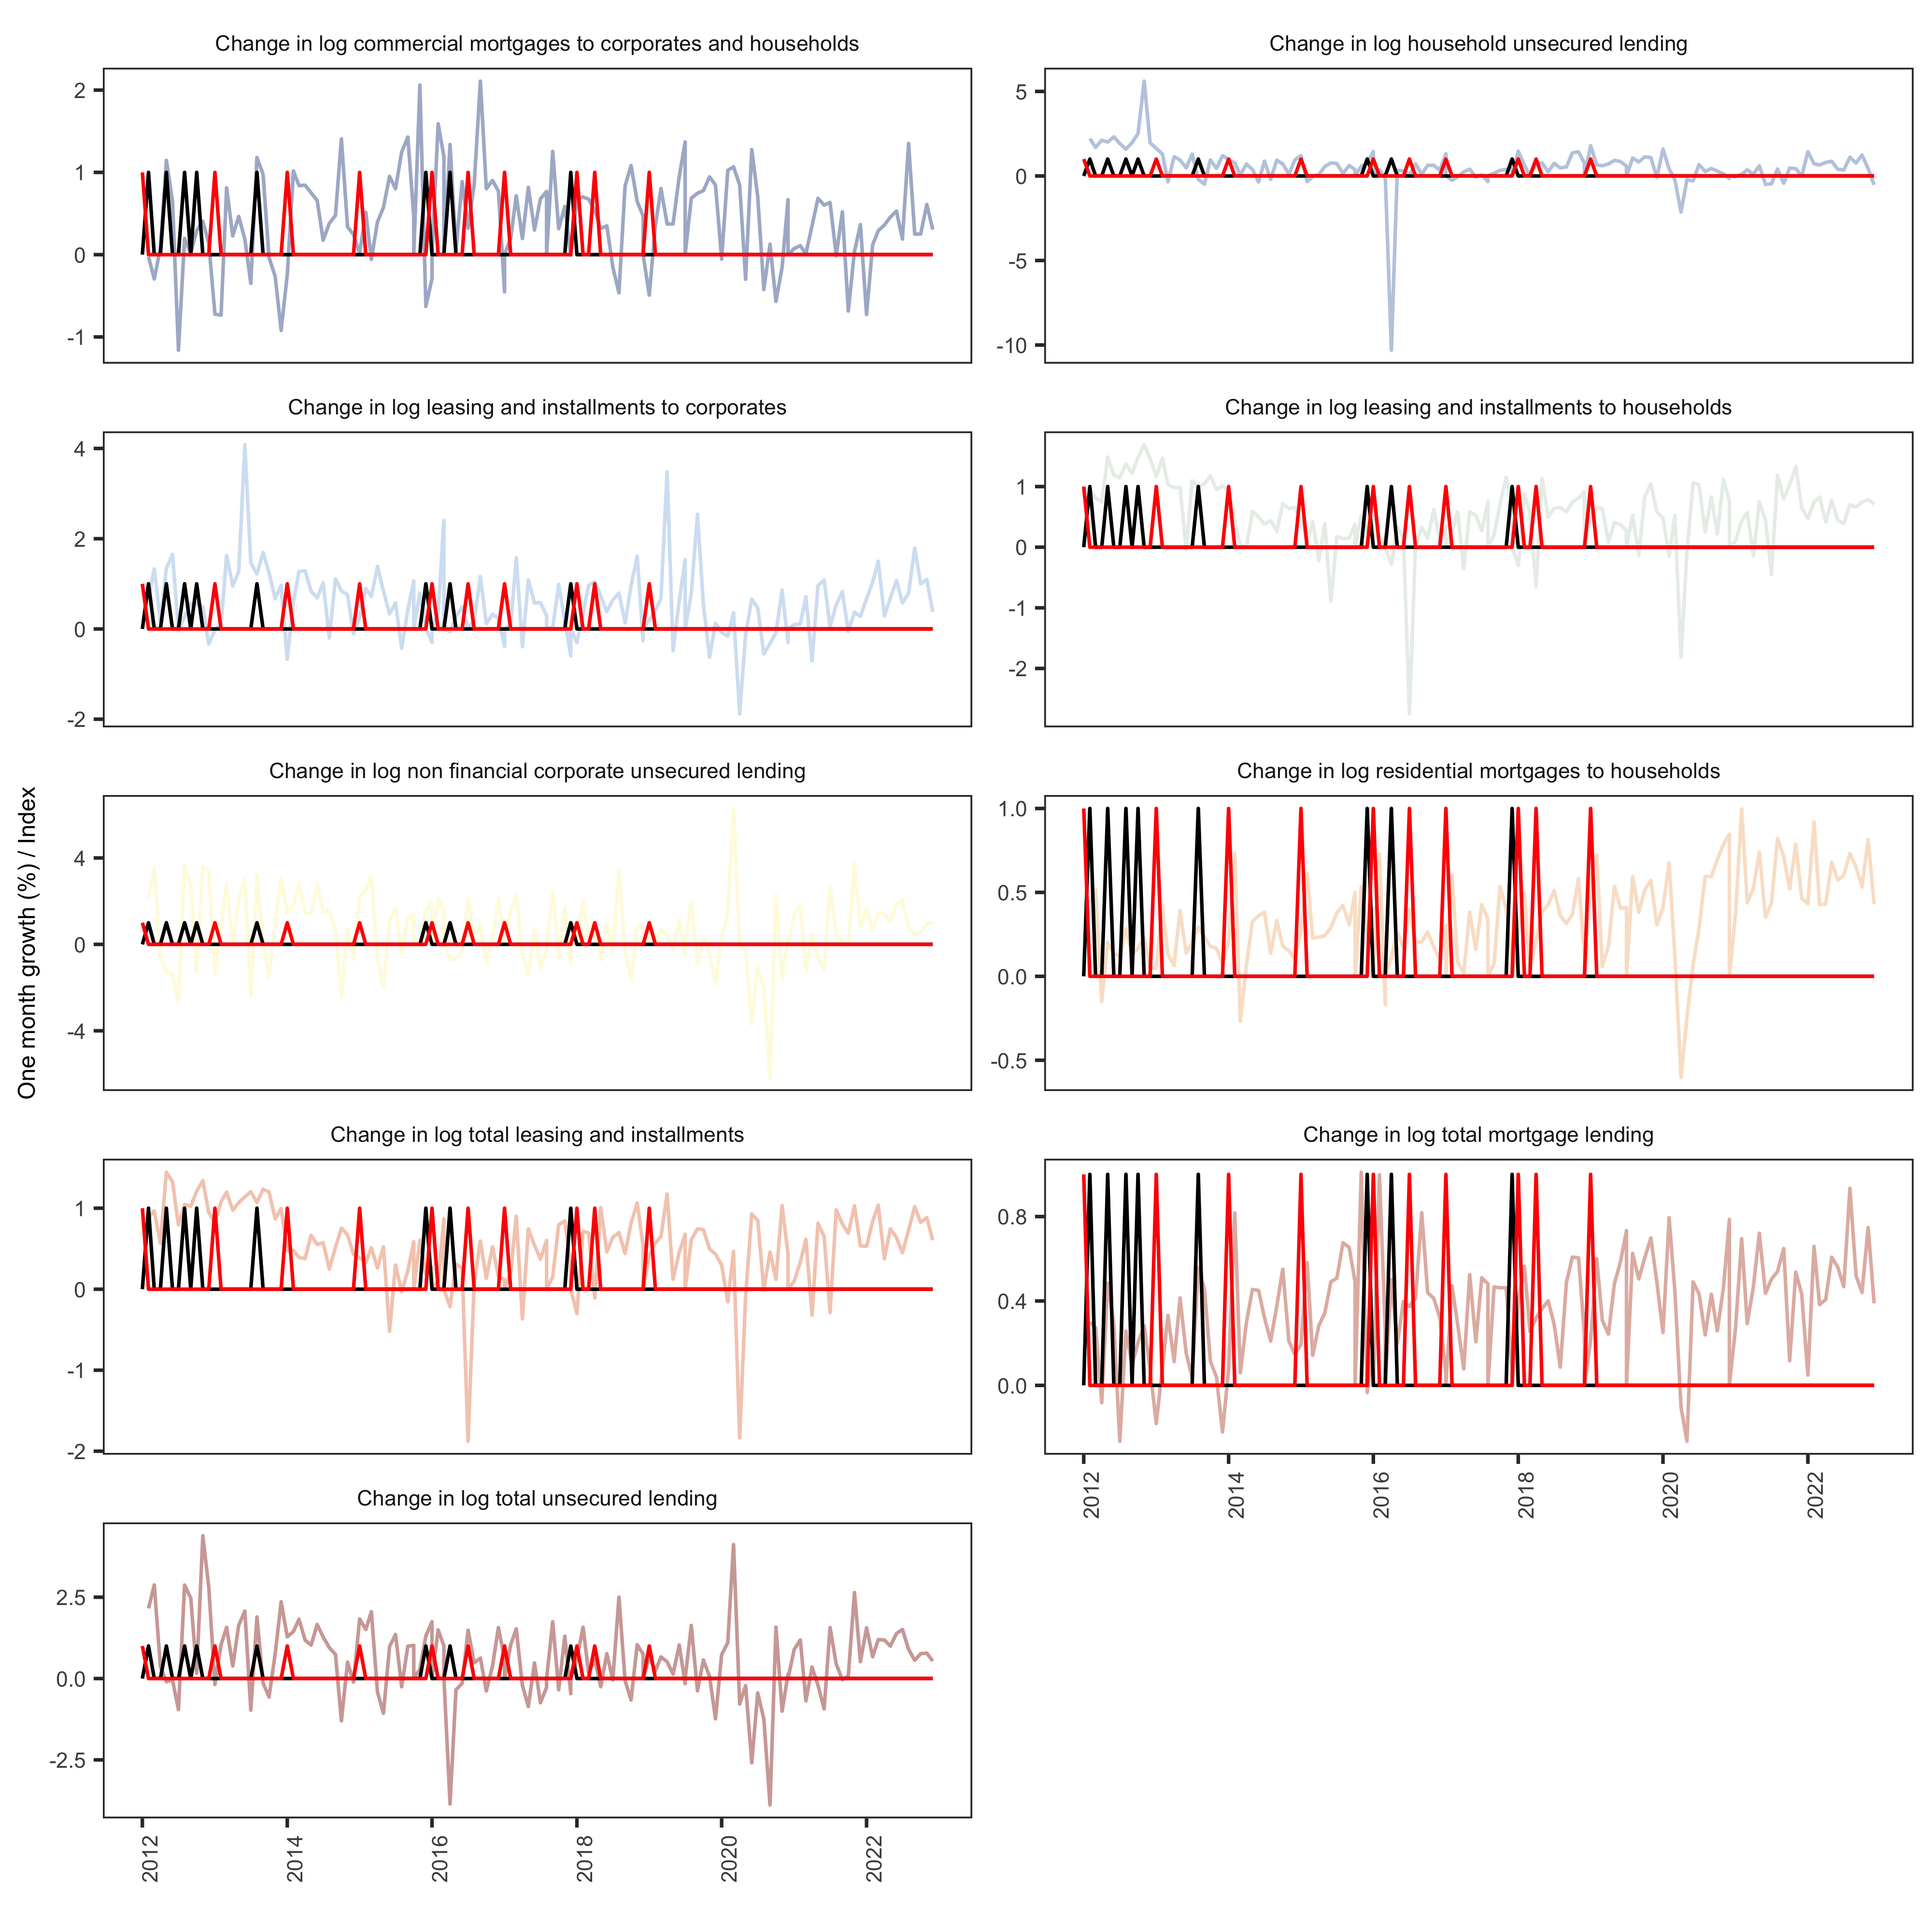 Change in log commercial mortgages to corporates and households
2
1
0
-1
Change in log household unsecured lending
5
0
-5
-10
Change in log leasing and installments to corporates
4
2
0
-2
Change in log leasing and installments to households
1
0
-1
-2
One month growth (%) / Index
Change in log non financial corporate unsecured lending
4
0
-4
Change in log residential mortgages to households
1.0
0.5
0.0
-0.5
Change in log total leasing and installments
1
0
-1
-2
Change in log total mortgage lending
0.8
0.4
0.0
2012 2014 2016 2018 2020 2022
Change in log total unsecured lending
2.5
0.0
-2.5
2012 2014 2016 2018 2020 2022